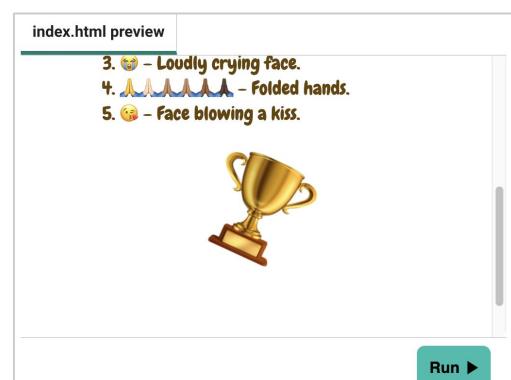 index.html preview
3. 😭 – Loudly crying face.
4. 🙏🙏🏻🙏🏼🙏🏽🙏🏾🙏🏿 – Folded hands.
5. 😘 – Face blowing a kiss.
Run ▶